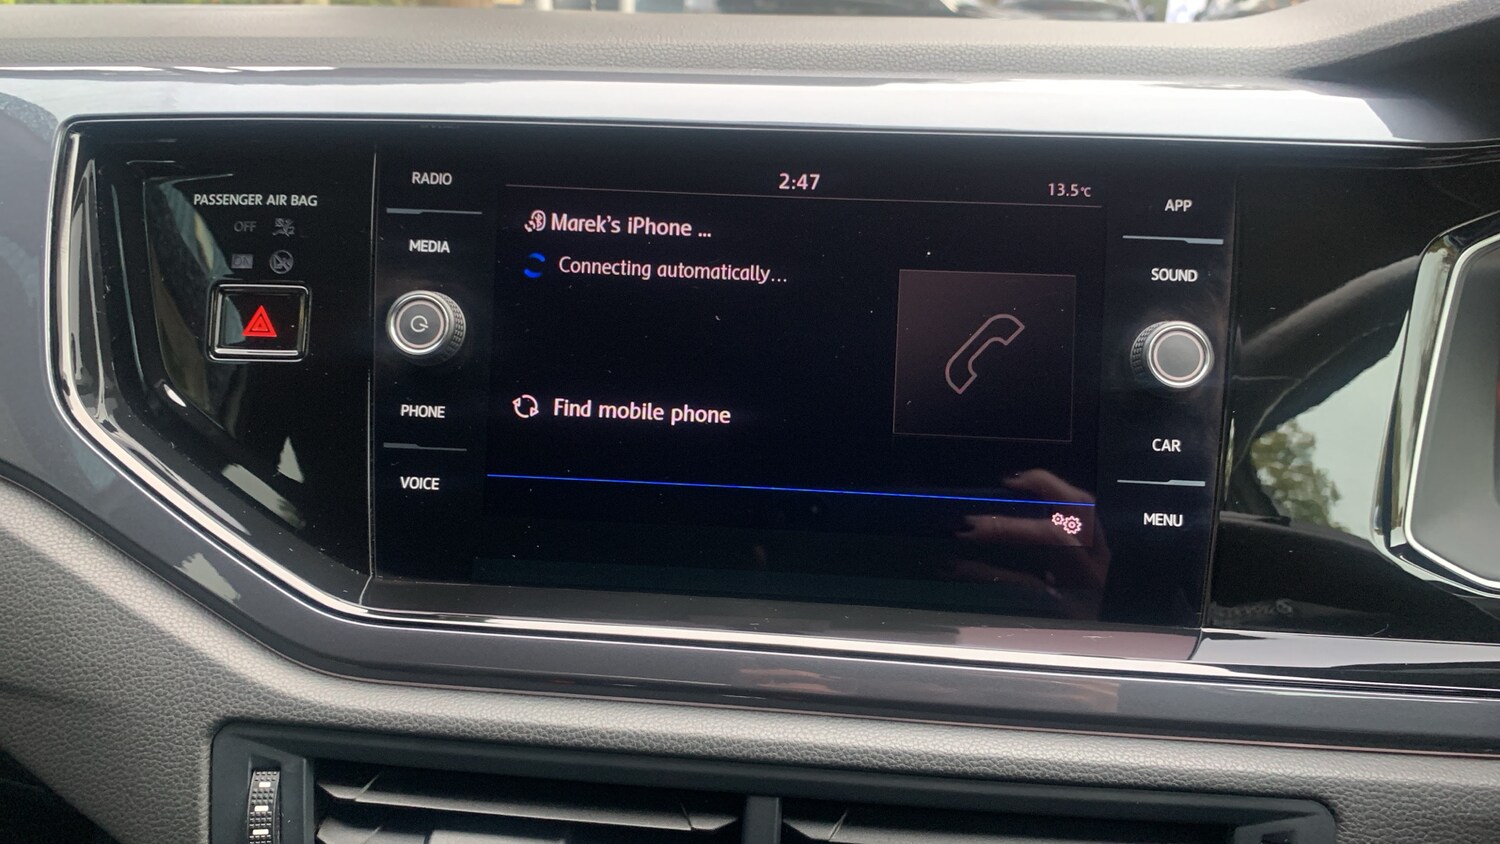 PASSENGER AIR BAG
OFF
RADIO
MEDIA
PHONE
VOICE
2:47
13.5°C
Marek's iPhone ...
Connecting automatically...
Find mobile phone
APP
SOUND
CAR
MENU